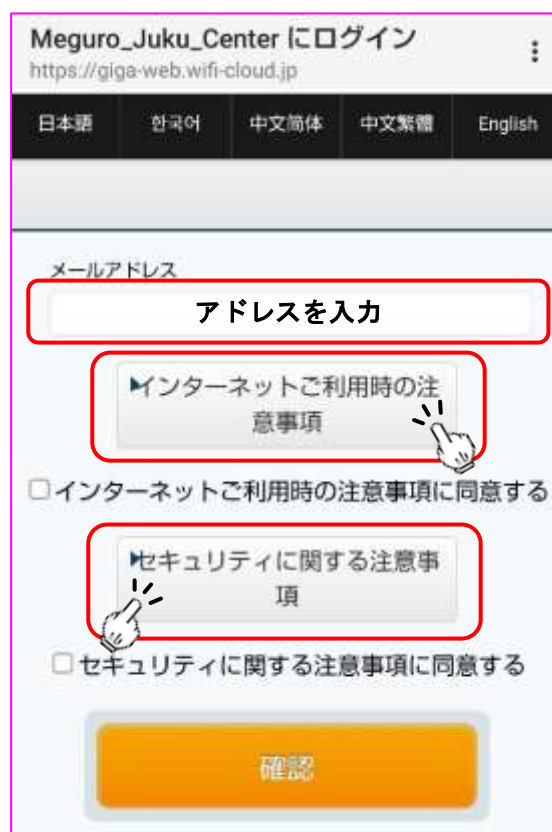 Meguro_Juku_Center にログイン
https://giga-web.wifi-cloud.jp
日本語 한국어 中文简体 中文繁體 English
メールアドレス
アドレスを入力
インターネットご利用時の注
意事項
インターネットご利用時の注意事項に同意する
セキュリティに関する注意事
項
セキュリティに関する注意事項に同意する
確認